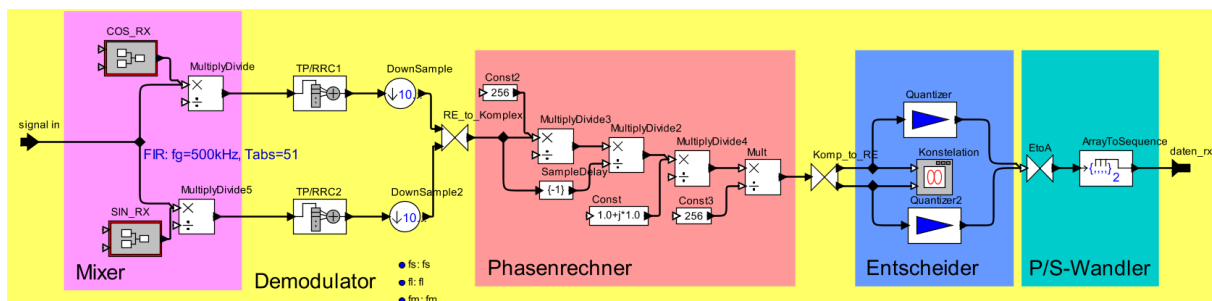 COS_RX
MultiplyDivide
TP/RRC1
DownSample
↓10..
Const2
256
RE_to_Komplex
MultiplyDivide3
MultiplyDivide2
MultiplyDivide4
Mult
signal in
FIR: fg=500kHz, Tabs=51
MultiplyDivide5
TP/RRC2
DownSample2
↓10..
SampleDelay
{-1}
Const
1.0+j*1.0
Const3
256
Komp_to_RE
Quantizer
Konstelation
Quantizer2
EtoA
ArrayToSequence
{,,,,}
2
daten_rx
SIN_RX
Mixer
Demodulator
fs: fs
fl: fl
fm: fm
Phasenrechner
Entscheider
P/S-Wandler